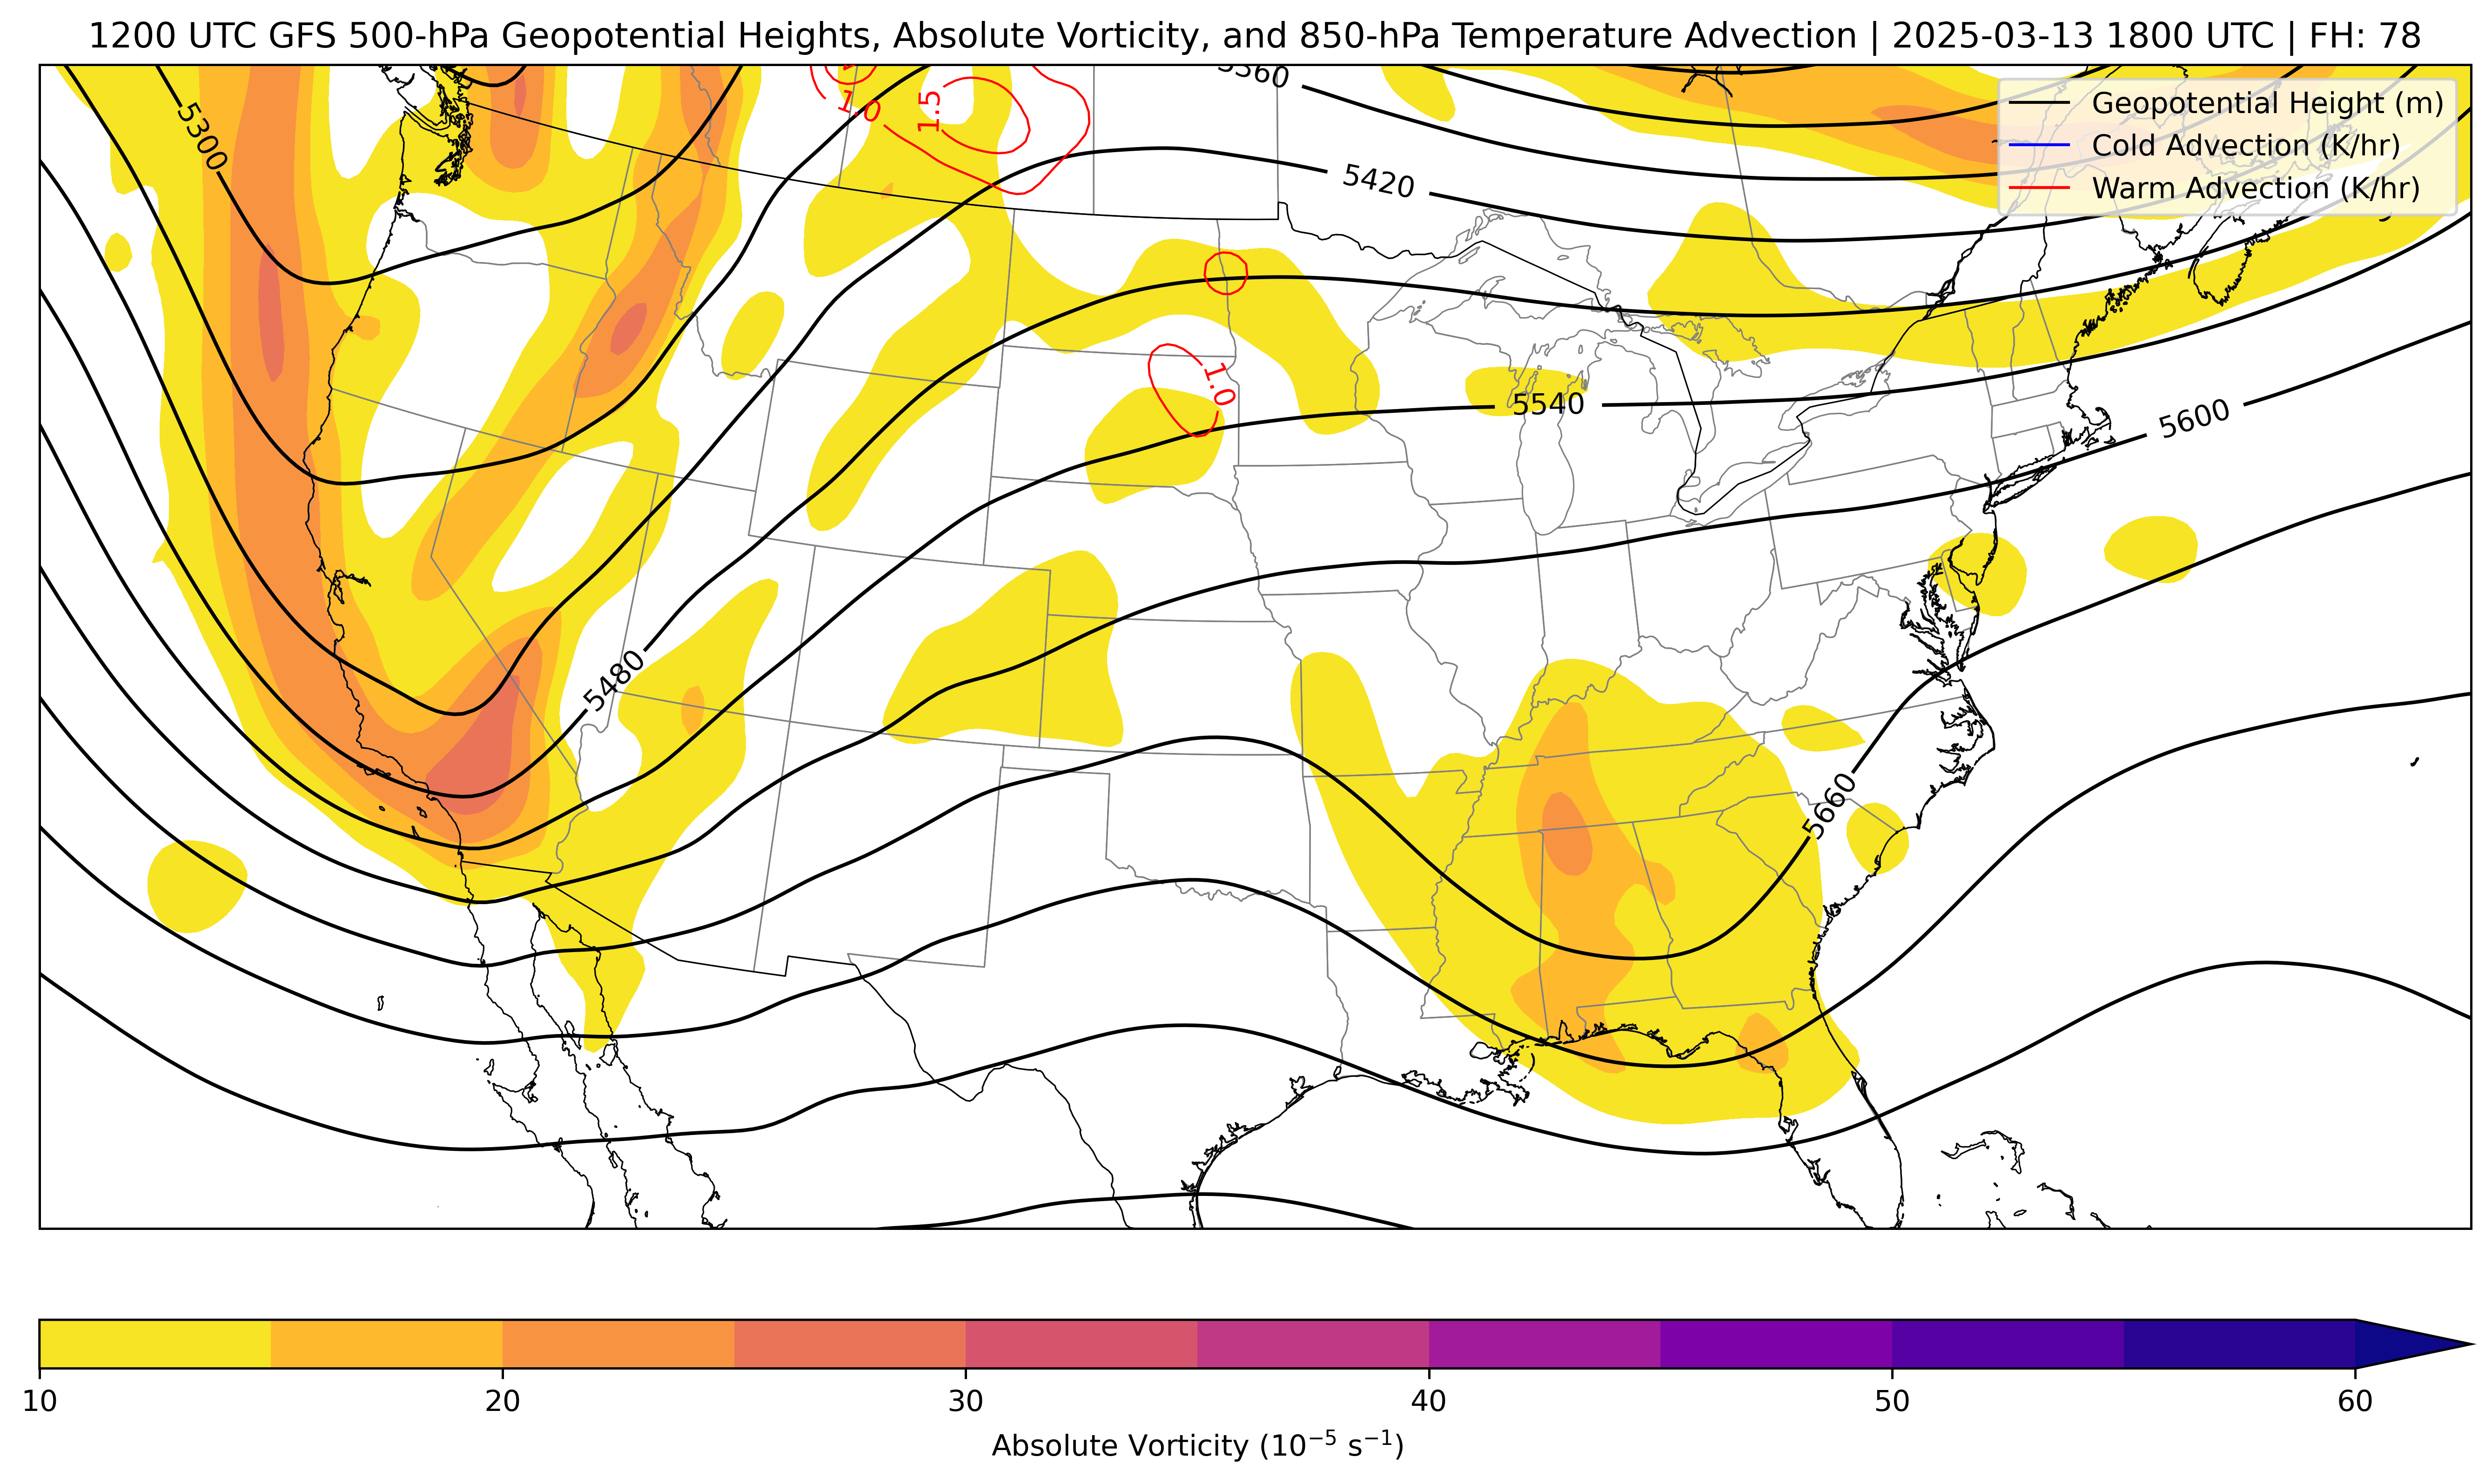 1200 UTC GFS 500-hPa Geopotential Heights, Absolute Vorticity, and 850-hPa Temperature Advection | 2025-03-13 1800 UTC | FH: 78
Geopotential Height (m)
Cold Advection (K/hr)
Warm Advection (K/hr)
5300
1.0
1.5
5360
5420
1.0
5540
5600
5480
5660
10 20 30 40 50 60
Absolute Vorticity (10⁻⁵ s⁻¹)